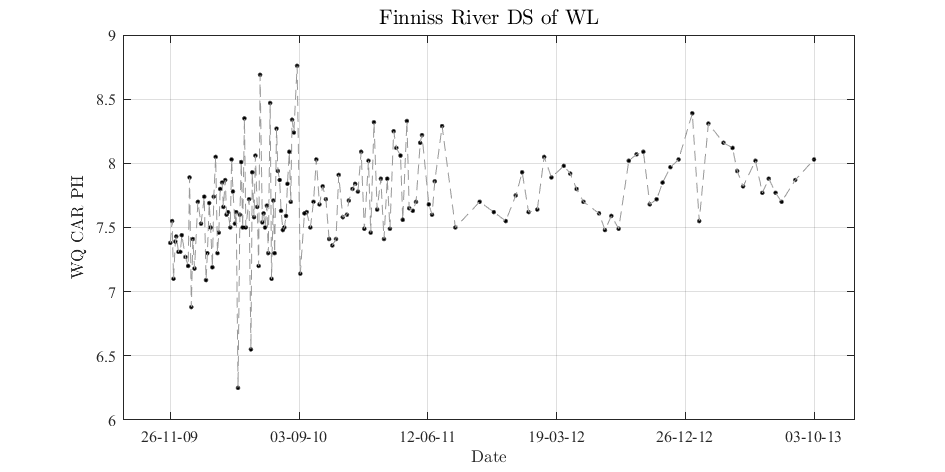 Finniss River DS of WL
9
8.5
8
7.5
7
6.5
6
WQ CAR PH
26-11-09 03-09-10 12-06-11 19-03-12 26-12-12 03-10-13
Date